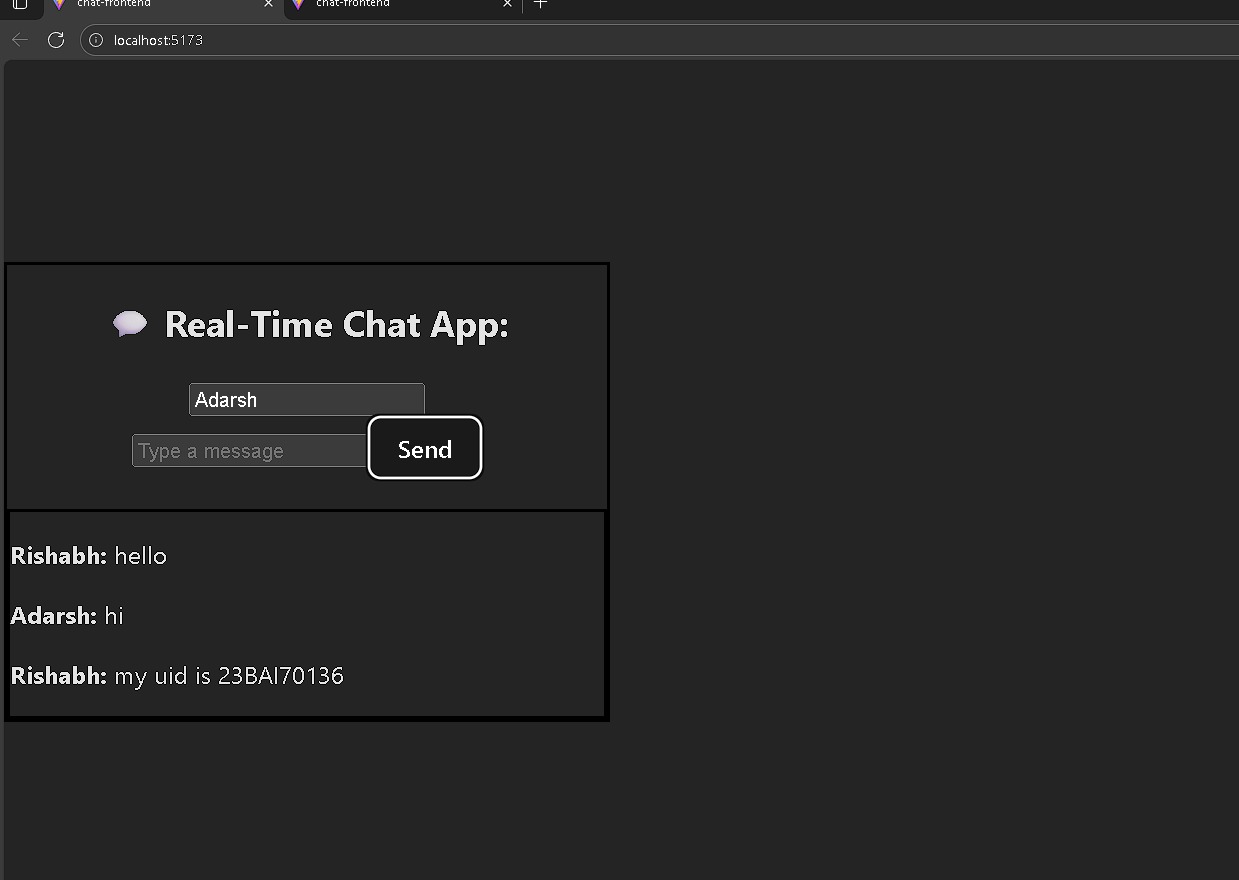 chat-frontend
chat-frontend
localhost:5173
Real-Time Chat App:
Adarsh
Type a message
Send
Rishabh: hello
Adarsh: hi
Rishabh: my uid is 23BAI70136